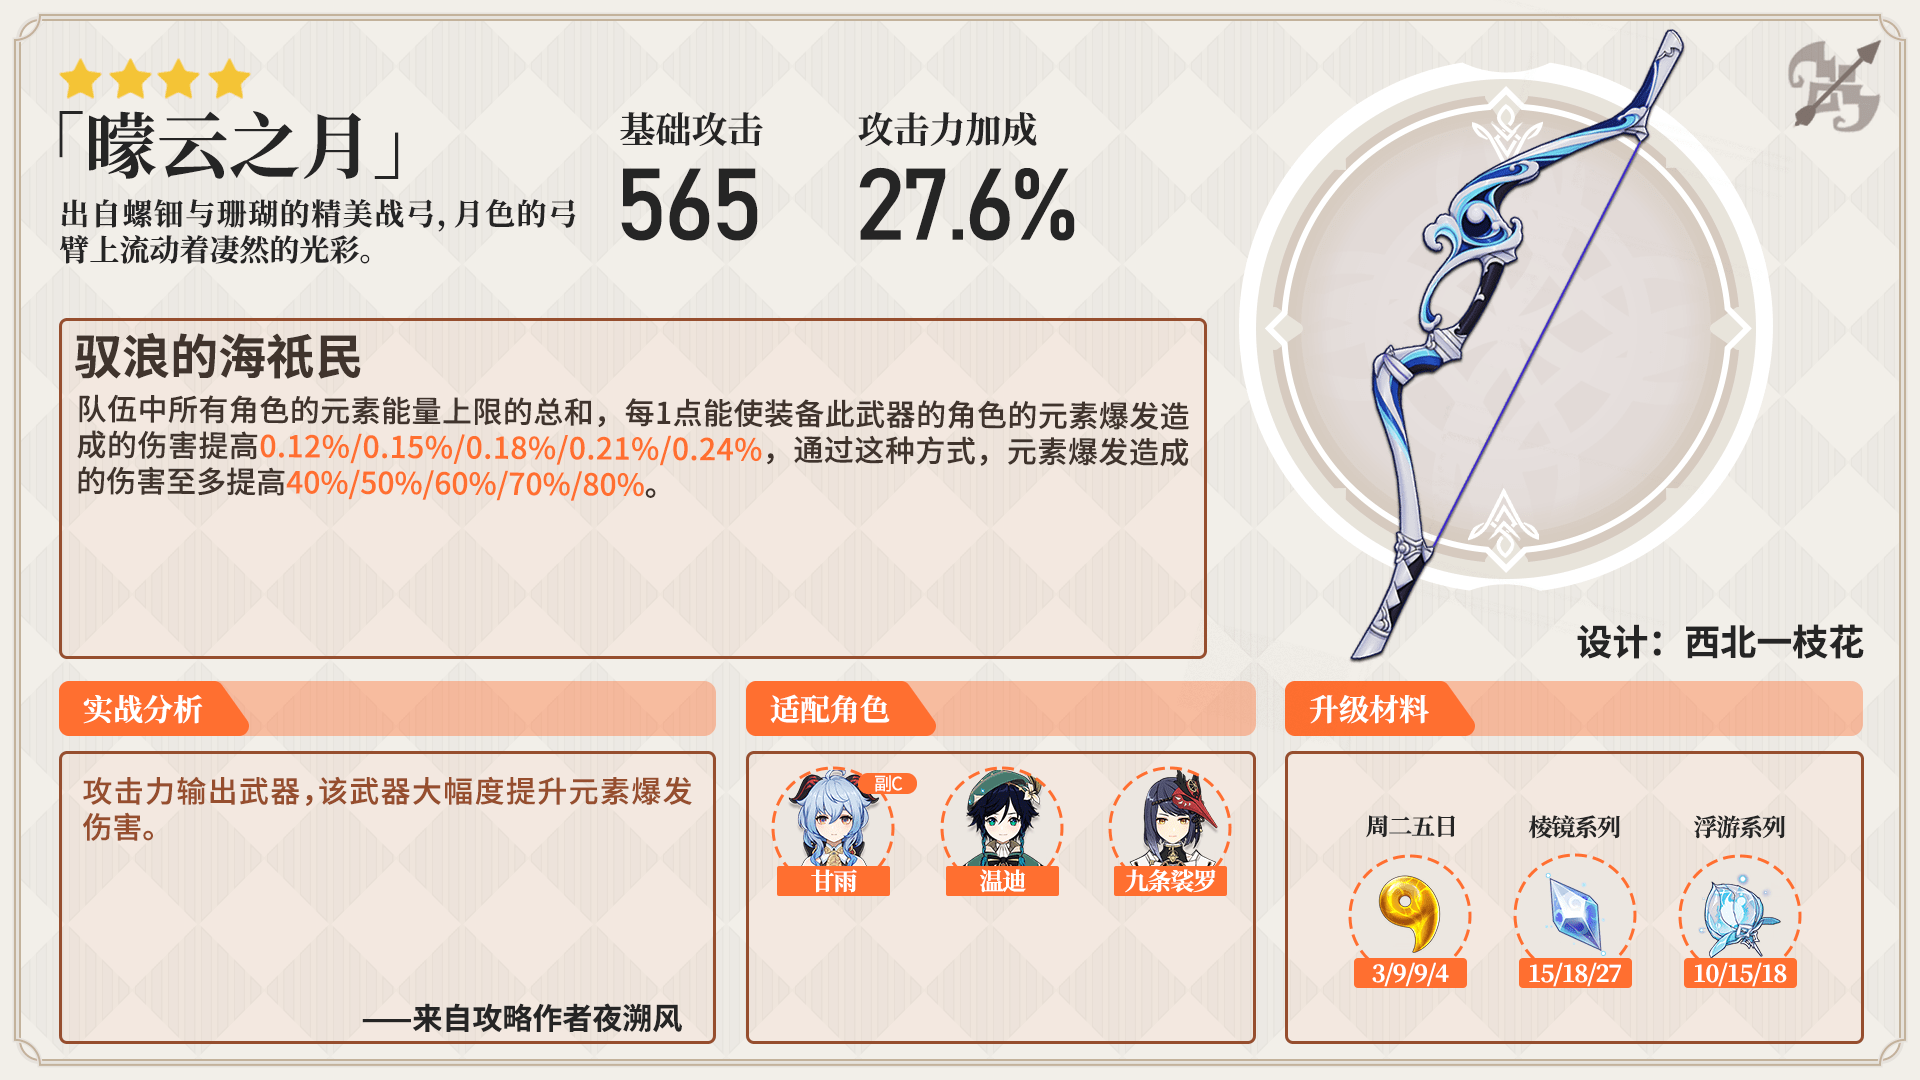 「曚云之月」
出自螺钿与珊瑚的精美战弓，月色的弓
臂上流动着凄然的光彩。
基础攻击
565
攻击力加成
27.6%
驭浪的海祇民
队伍中所有角色的元素能量上限的总和，每1点能使装备此武器的角色的元素爆发造
成的伤害提高0.12%/0.15%/0.18%/0.21%/0.24%，通过这种方式，元素爆发造成
的伤害至多提高40%/50%/60%/70%/80%。
设计：西北一枝花
实战分析
攻击力输出武器，该武器大幅度提升元素爆发
伤害。
——来自攻略作者夜溯风
适配角色
副C
甘雨
温迪
九条裟罗
升级材料
周二五日
棱镜系列
浮游系列
3/9/9/4
15/18/27
10/15/18